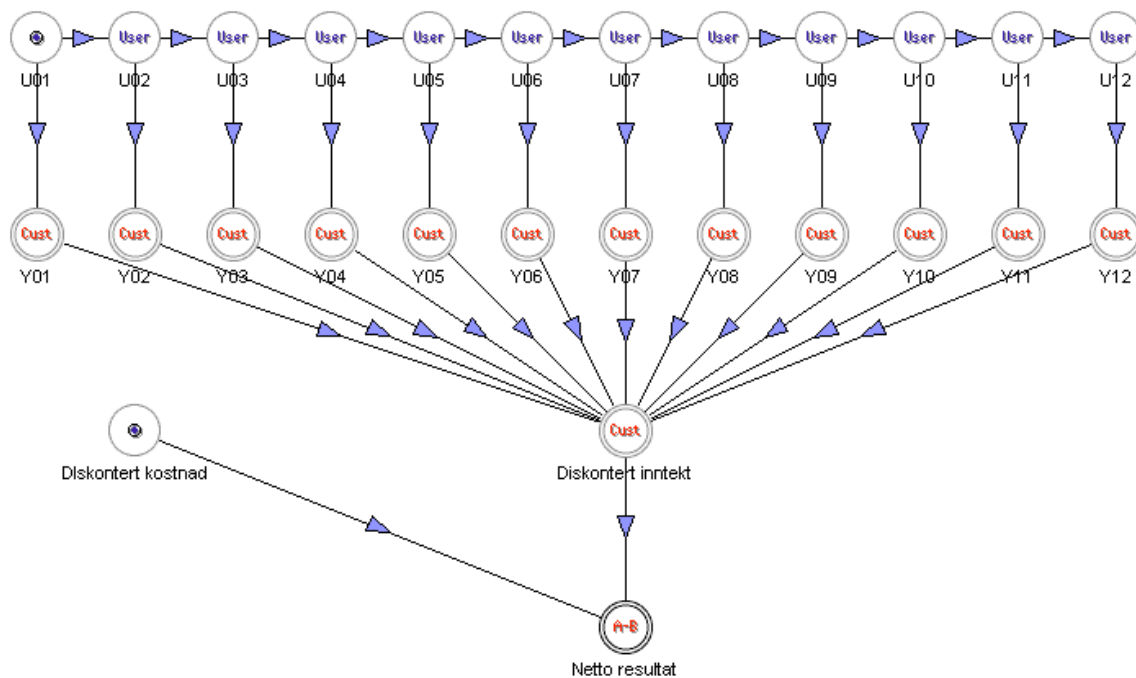 User User User User User User User User User User User
U01 U02 U03 U04 U05 U06 U07 U08 U09 U10 U11 U12
Cust Cust Cust Cust Cust Cust Cust Cust Cust Cust Cust Cust
Y01 Y02 Y03 Y04 Y05 Y06 Y07 Y08 Y09 Y10 Y11 Y12
Cust
DIskontert kostnad Diskontert inntekt
A-B
Netto resultat